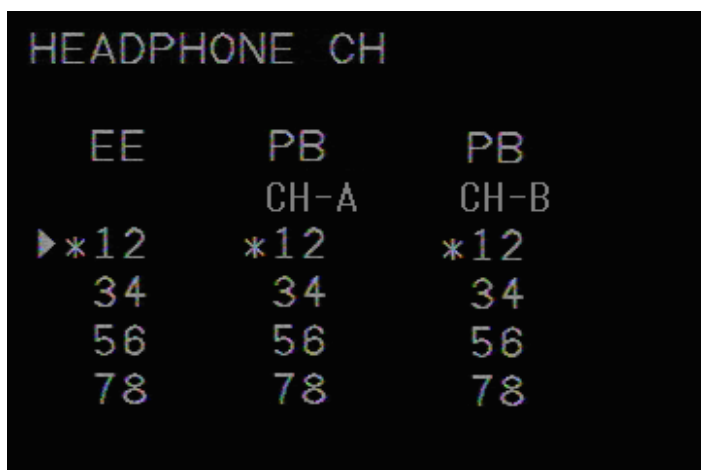 HEADPHONE CH
EE PB PB
CH-A CH-B
▶*12 *12 *12
34 34 34
56 56 56
78 78 78